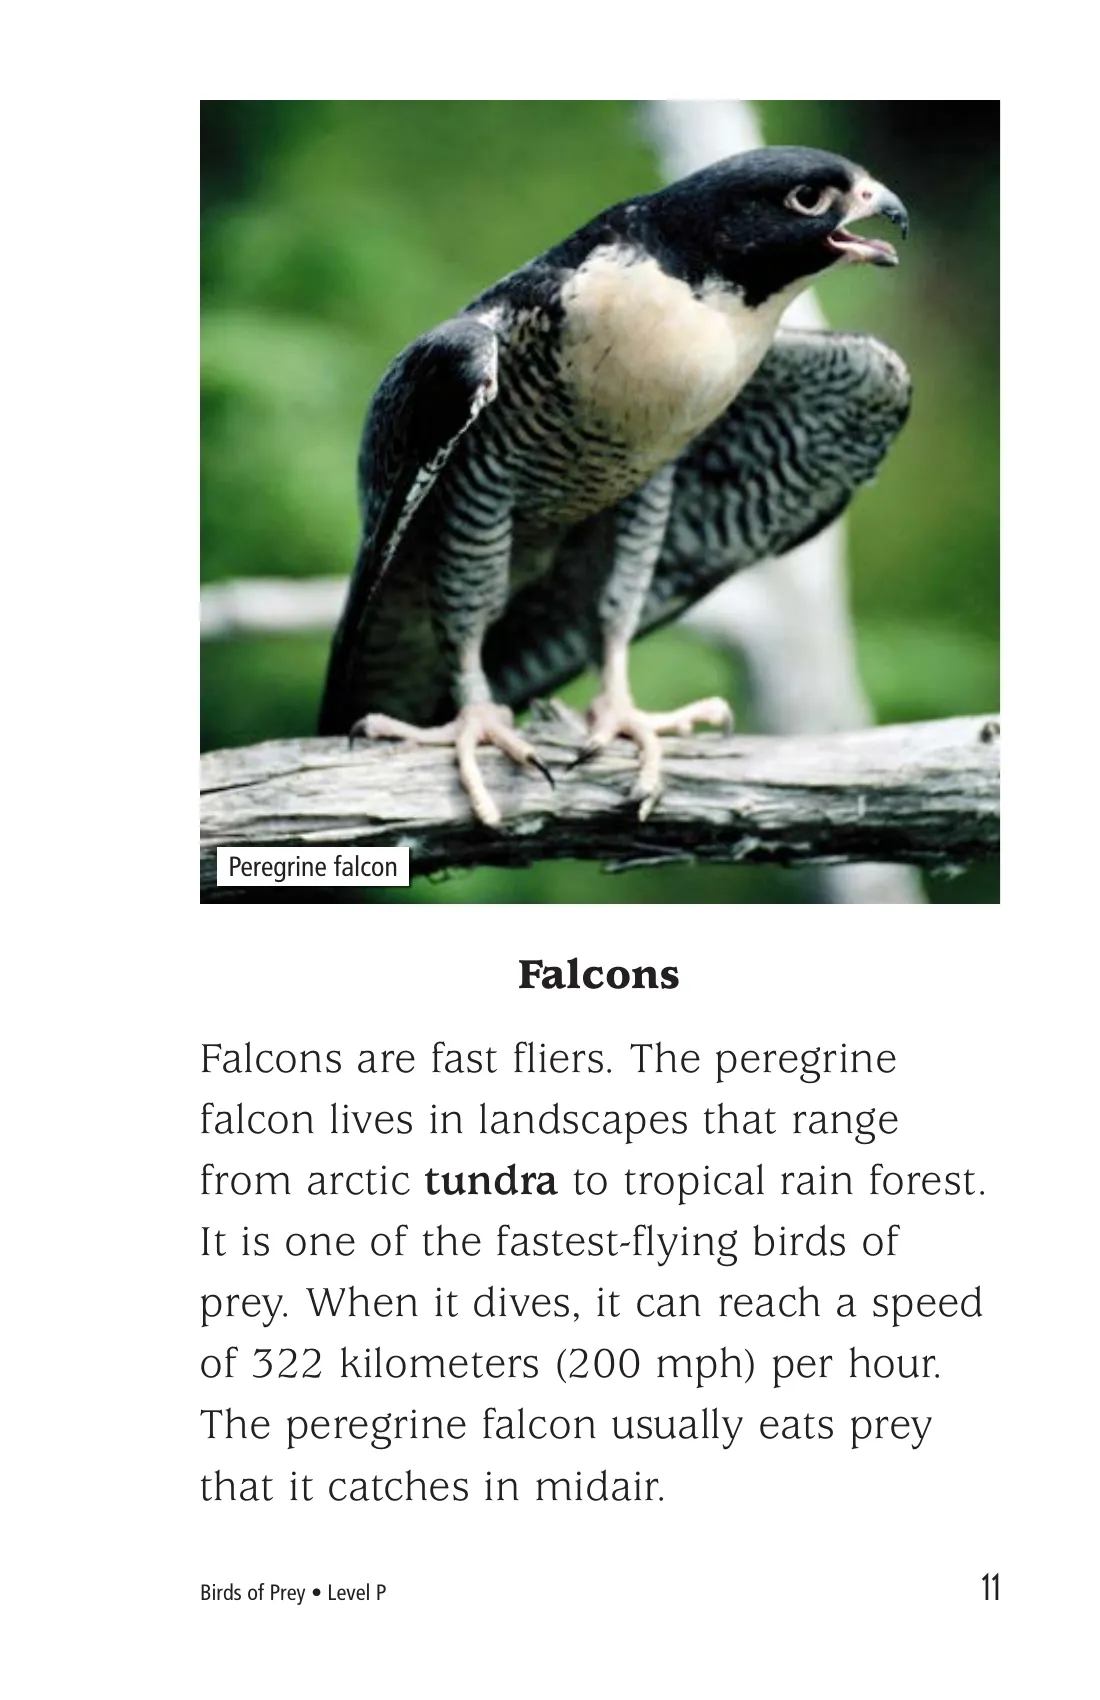 Peregrine falcon
Falcons
Falcons are fast fliers. The peregrine
falcon lives in landscapes that range
from arctic tundra to tropical rain forest.
It is one of the fastest-flying birds of
prey. When it dives, it can reach a speed
of 322 kilometers (200 mph) per hour.
The peregrine falcon usually eats prey
that it catches in midair.
Birds of Prey • Level P
11